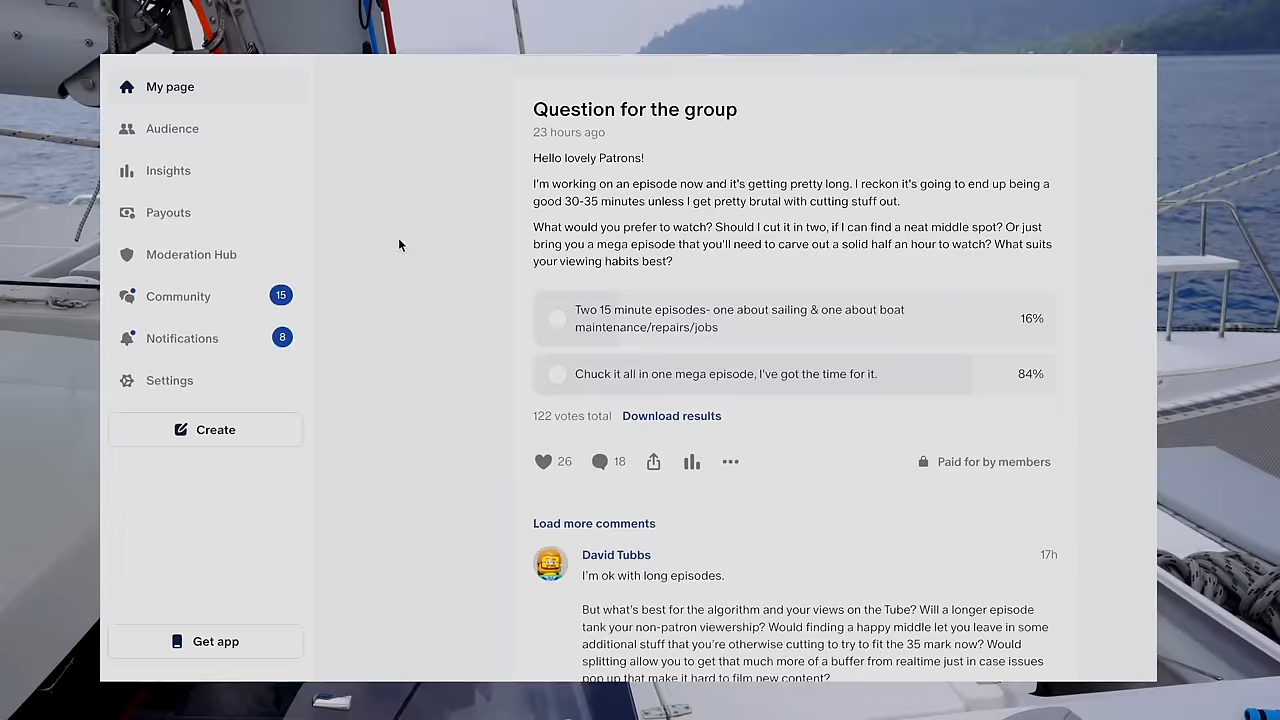 My page
Audience
Insights
Payouts
Moderation Hub
Community
15
Notifications
8
Settings
Create
Get app
Question for the group
23 hours ago
Hello lovely Patrons!
I'm working on an episode now and it's getting pretty long. I reckon it's going to end up being a
good 30-35 minutes unless I get pretty brutal with cutting stuff out.
What would you prefer to watch? Should I cut it in two, if I can find a neat middle spot? Or just
bring you a mega episode that you'll need to carve out a solid half an hour to watch? What suits
your viewing habits best?
Two 15 minute episodes- one about sailing & one about boat
maintenance/repairs/jobs
16%
Chuck it all in one mega episode, I've got the time for it.
84%
122 votes total Download results
26 18
Paid for by members
Load more comments
David Tubbs
17h
I'm ok with long episodes.
But what's best for the algorithm and your views on the Tube? Will a longer episode
tank your non-patron viewership? Would finding a happy middle let you leave in some
additional stuff that you're otherwise cutting to try to fit the 35 mark now? Would
splitting allow you to get that much more of a buffer from realtime just in case issues
pop up that make it hard to film new content?